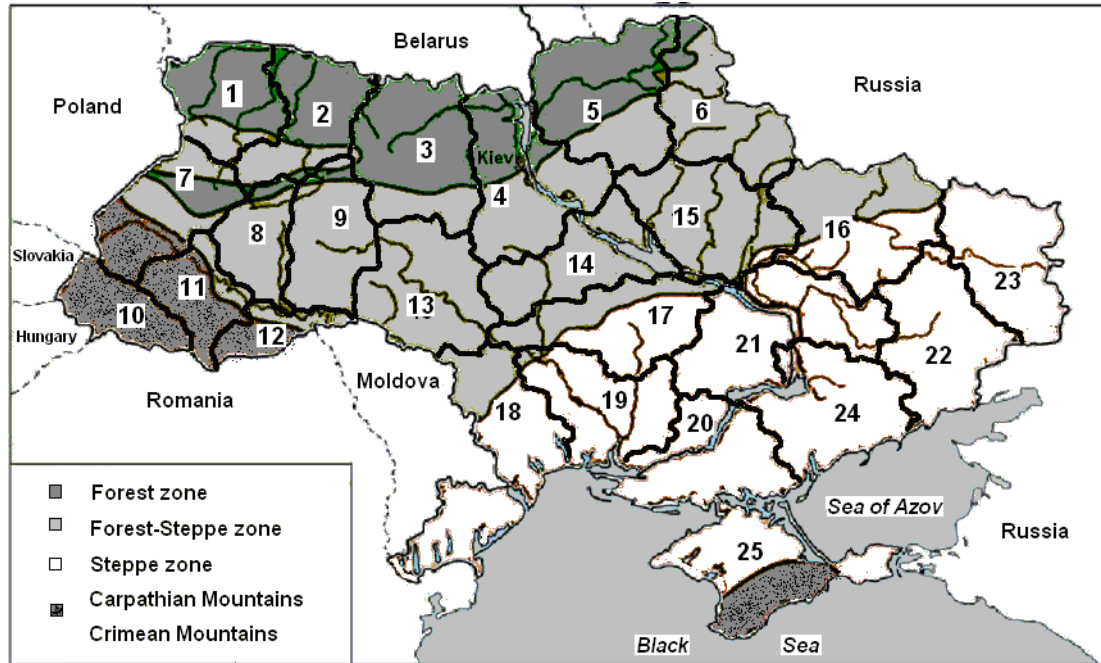 Belarus
Poland
Russia
1
2
3
5
6
Kiev
7
4
8
9
15
16
Slovakia
11
14
23
10
13
Hungary
12
17
21
22
Moldova
Romania
18
19
20
24
Forest zone
Forest-Steppe zone
Steppe zone
Carpathian Mountains
Crimean Mountains
Sea of Azov
Russia
25
Black Sea